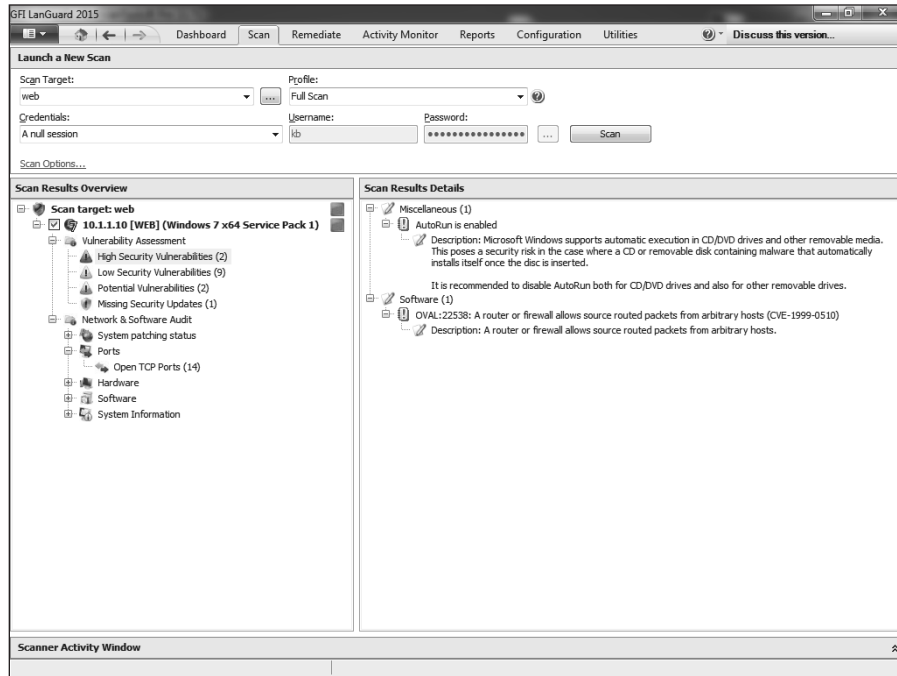 GFI LanGuard 2015
Dashboard Scan Remediate Activity Monitor Reports Configuration Utilities Discuss this version...
Launch a New Scan
Scan Target: Profile:
web ... Full Scan
Credentials: Username: Password:
A null session kb •••••••••••••••• ... Scan
Scan Options...
Scan Results Overview
Scan target: web
10.1.1.10 [WEB] (Windows 7 x64 Service Pack 1)
Vulnerability Assessment
High Security Vulnerabilities (2)
Low Security Vulnerabilities (9)
Potential Vulnerabilities (2)
Missing Security Updates (1)
Network & Software Audit
System patching status
Ports
Open TCP Ports (14)
Hardware
Software
System Information
Scan Results Details
Miscellaneous (1)
AutoRun is enabled
Description: Microsoft Windows supports automatic execution in CD/DVD drives and other removable media.
This poses a security risk in the case where a CD or removable disk containing malware that automatically
installs itself once the disc is inserted.
It is recommended to disable AutoRun both for CD/DVD drives and also for other removable drives.
Software (1)
OVAL:22538: A router or firewall allows source routed packets from arbitrary hosts (CVE-1999-0510)
Description: A router or firewall allows source routed packets from arbitrary hosts.
Scanner Activity Window